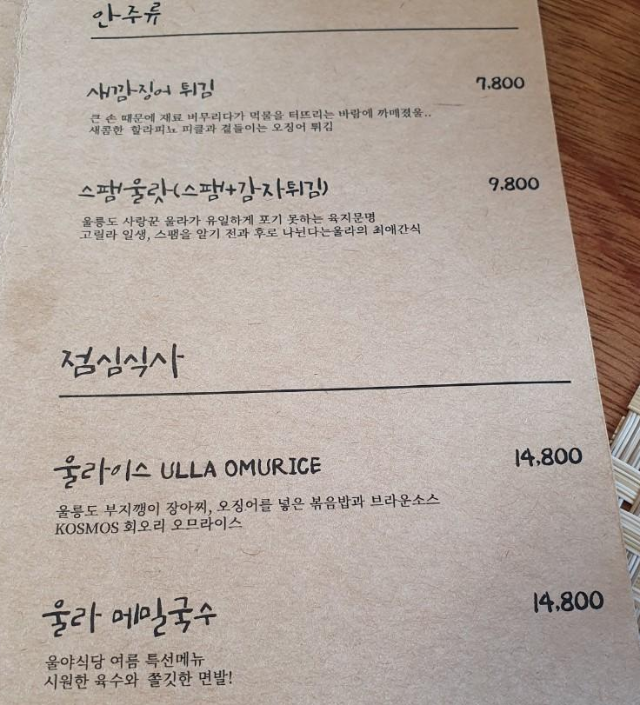 안주류
새깜징어 튀김 7.800
큰 손 때문에 재료 버무리다가 먹물을 터뜨리는 바람에 까매졌울..
새콤한 할라피뇨 피클과 곁들이는 오징어 튀김
스팸울랏(스팸+감자튀김) 9.800
울릉도 사랑꾼 울라가 유일하게 포기 못하는 육지문명
고릴라 일생, 스팸을 알기 전과 후로 나뉜다는울라의 최애간식
점심식사
울라이스 ULLA OMURICE 14,800
울릉도 부지깽이 장아찌, 오징어를 넣은 볶음밥과 브라운소스
KOSMOS 회오리 오므라이스
울라 메밀국수 14,800
울야식당 여름 특선메뉴
시원한 육수와 쫄깃한 면발!